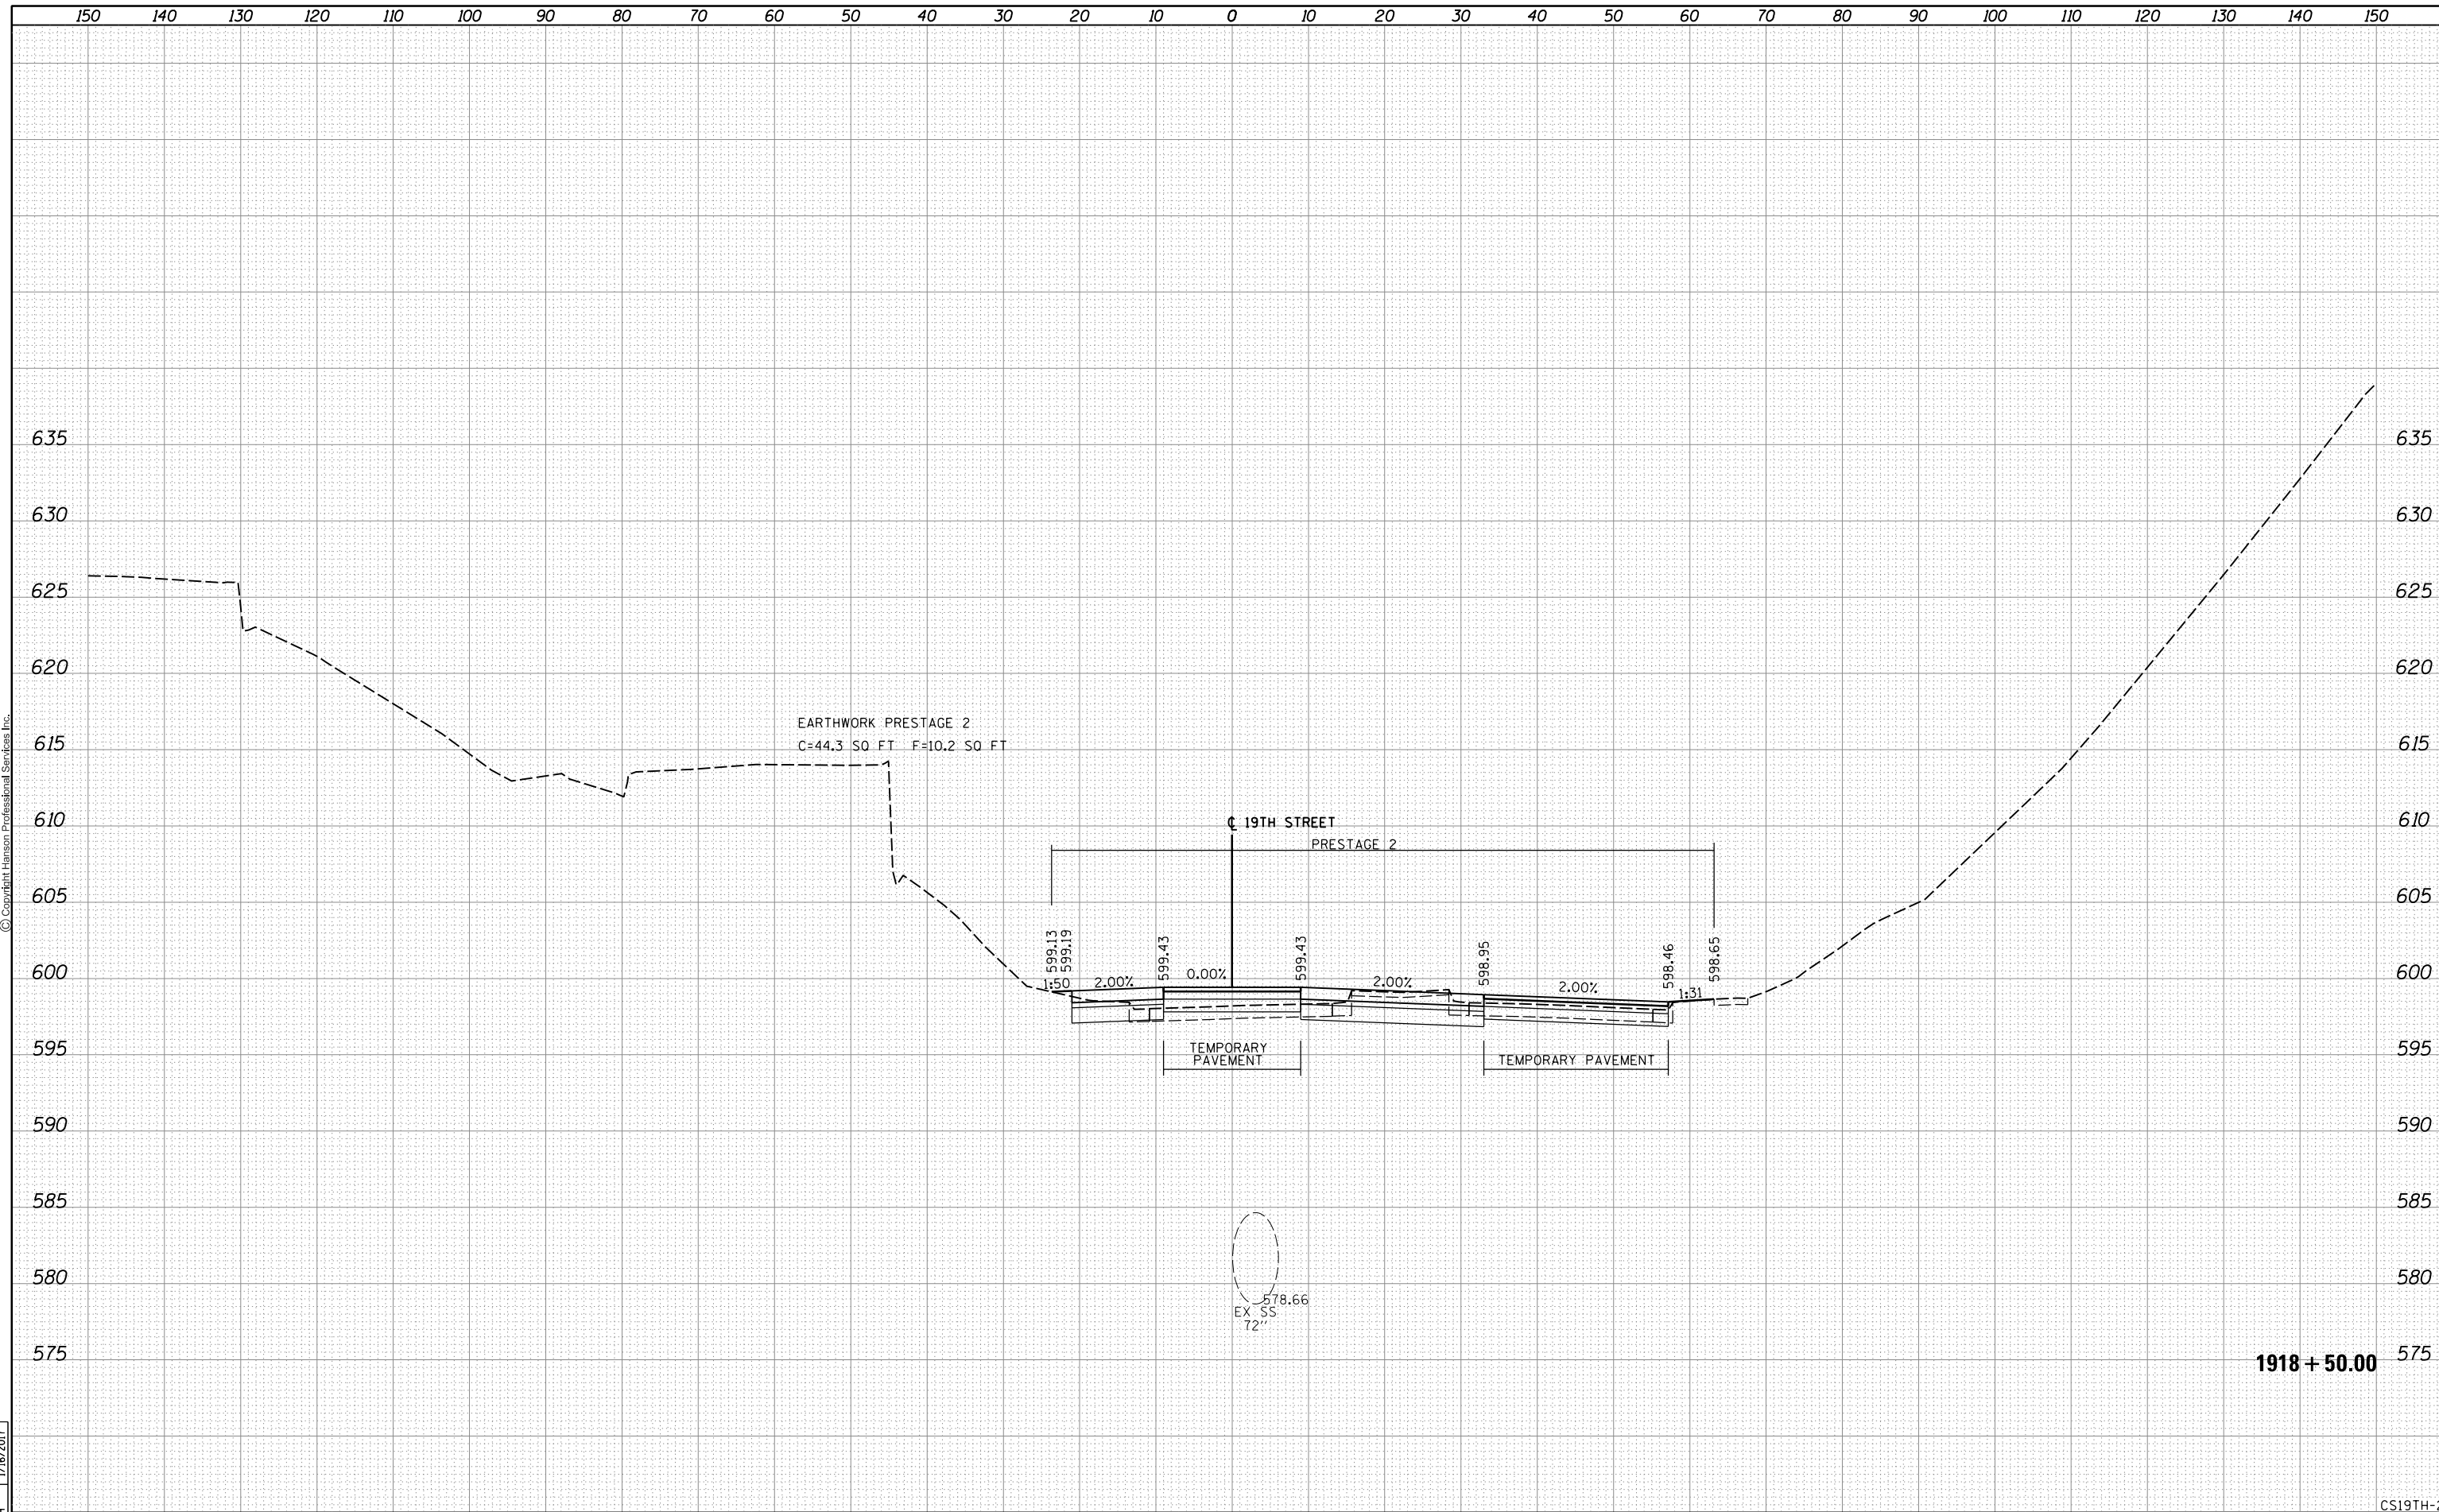 150 140 130 120 110 100 90 80 70 60 50 40 30 20 10 0 10 20 30 40 50 60 70 80 90 100 110 120 130 140 150
635 635
630 630
625 625
620 620
© Copyright Hanson Professional Services Inc.
EARTHWORK PRESTAGE 2
C=44.3 SQ FT F=10.2 SQ FT
615 615
610 610
℄ 19TH STREET
PRESTAGE 2
605 605
599.13
599.19
599.43
599.43
598.95
598.46
598.65
600 600
1:50 2.00% 0.00% 2.00% 2.00% 1:31
595 595
TEMPORARY
PAVEMENT
TEMPORARY PAVEMENT
590 590
585 585
580 580
578.66
EX SS
72''
575 575
1918 + 50.00
1/16/2017